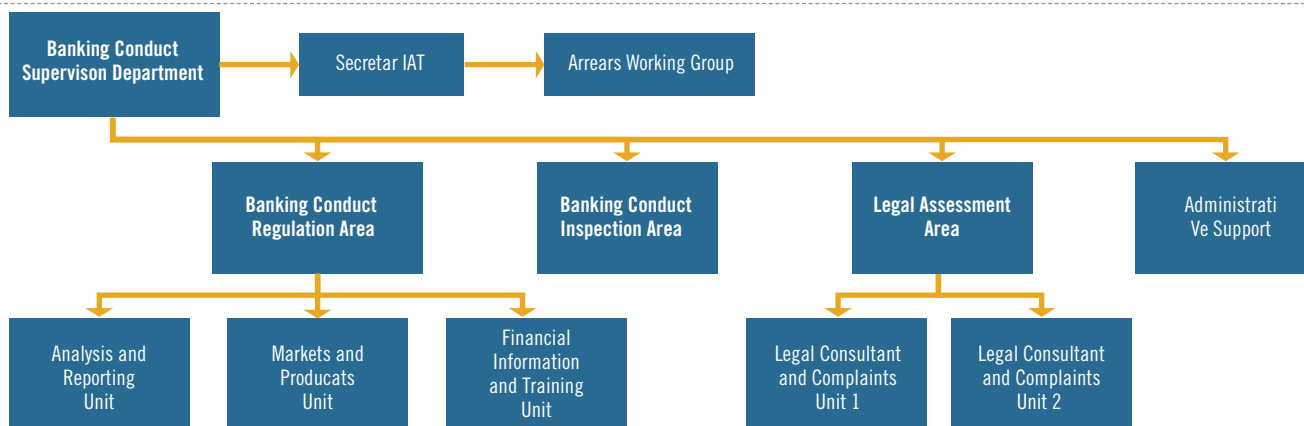 Banking Conduct
Supervison Department
Secretar IAT
Arrears Working Group
Banking Conduct
Regulation Area
Banking Conduct
Inspection Area
Legal Assessment
Area
Administrati
Ve Support
Analysis and
Reporting
Unit
Markets and
Producats
Unit
Financial
Information
and Training
Unit
Legal Consultant
and Complaints
Unit 1
Legal Consultant
and Complaints
Unit 2